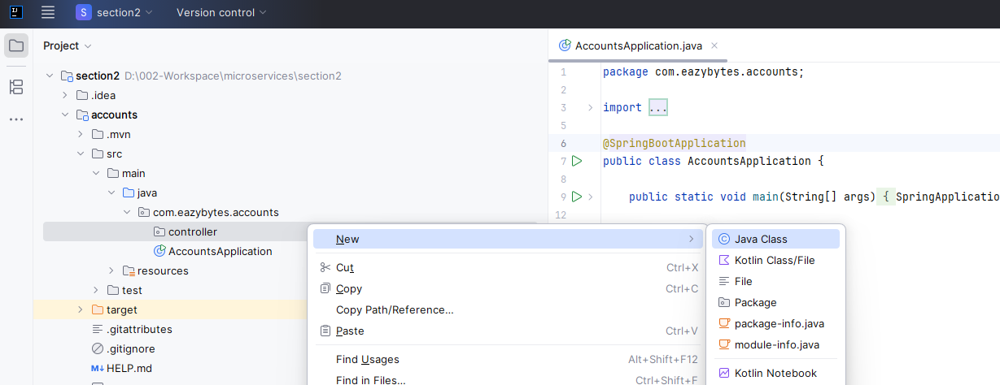 IJ S section2 Version control
Project
section2 D:\002-Workspace\microservices\section2
.idea
accounts
.mvn
src
main
java
com.eazybytes.accounts
controller
AccountsApplication
resources
test
target
.gitattributes
.gitignore
M↓ HELP.md
AccountsApplication.java
1 package com.eazybytes.accounts;
2
3 import ...
5
6 @SpringBootApplication
7 public class AccountsApplication {
8
9 public static void main(String[] args) { SpringApplicatio
12
New
Cut Ctrl+X
Copy Ctrl+C
Copy Path/Reference...
Paste Ctrl+V
Find Usages Alt+Shift+F12
Find in Files... Ctrl+Shift+F
Java Class
Kotlin Class/File
File
Package
package-info.java
module-info.java
Kotlin Notebook